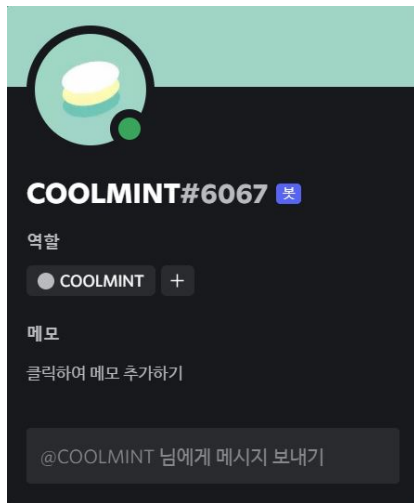 COOLMINT#6067 봇
역할
COOLMINT +
메모
클릭하여 메모 추가하기
@COOLMINT 님에게 메시지 보내기